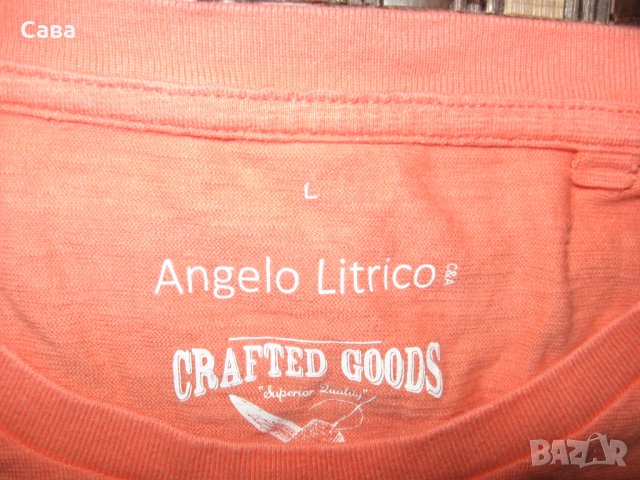 Сава
L
Angelo Litrico
C&A
CRAFTED GOODS
"Superior Quality"
BAZAR